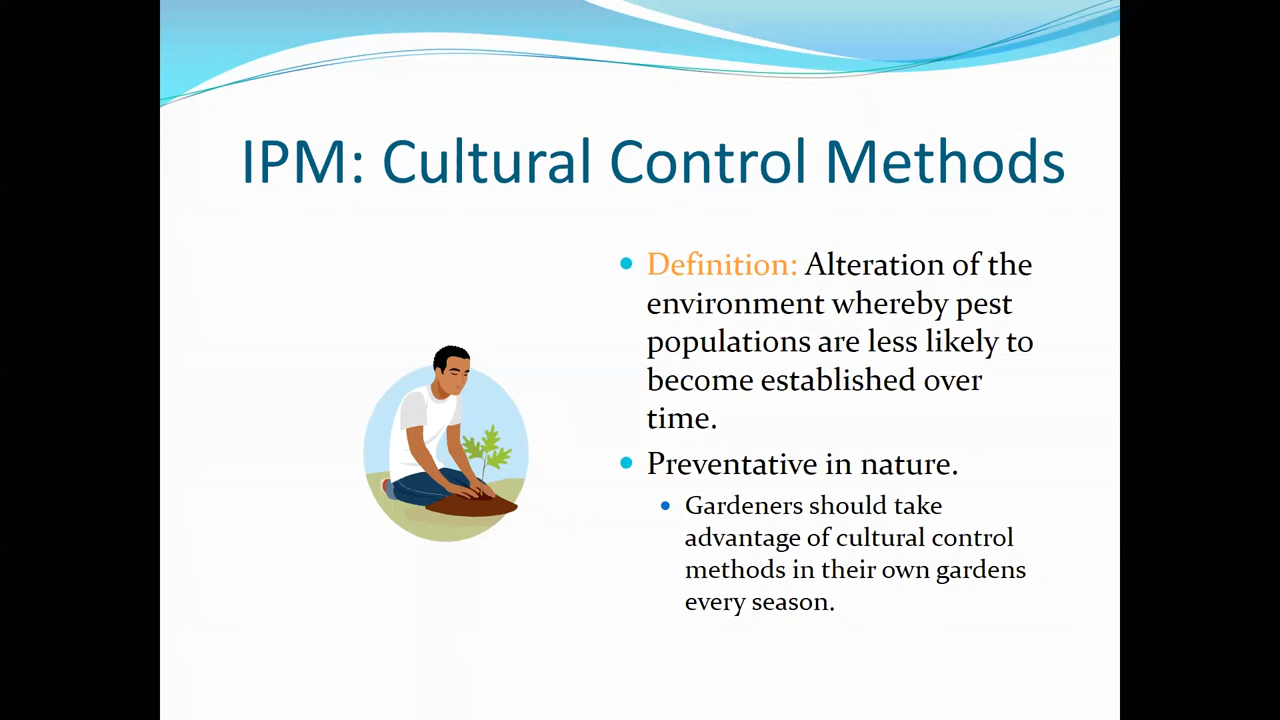 IPM: Cultural Control Methods
Definition: Alteration of the
environment whereby pest
populations are less likely to
become established over
time.
Preventative in nature.
Gardeners should take
advantage of cultural control
methods in their own gardens
every season.